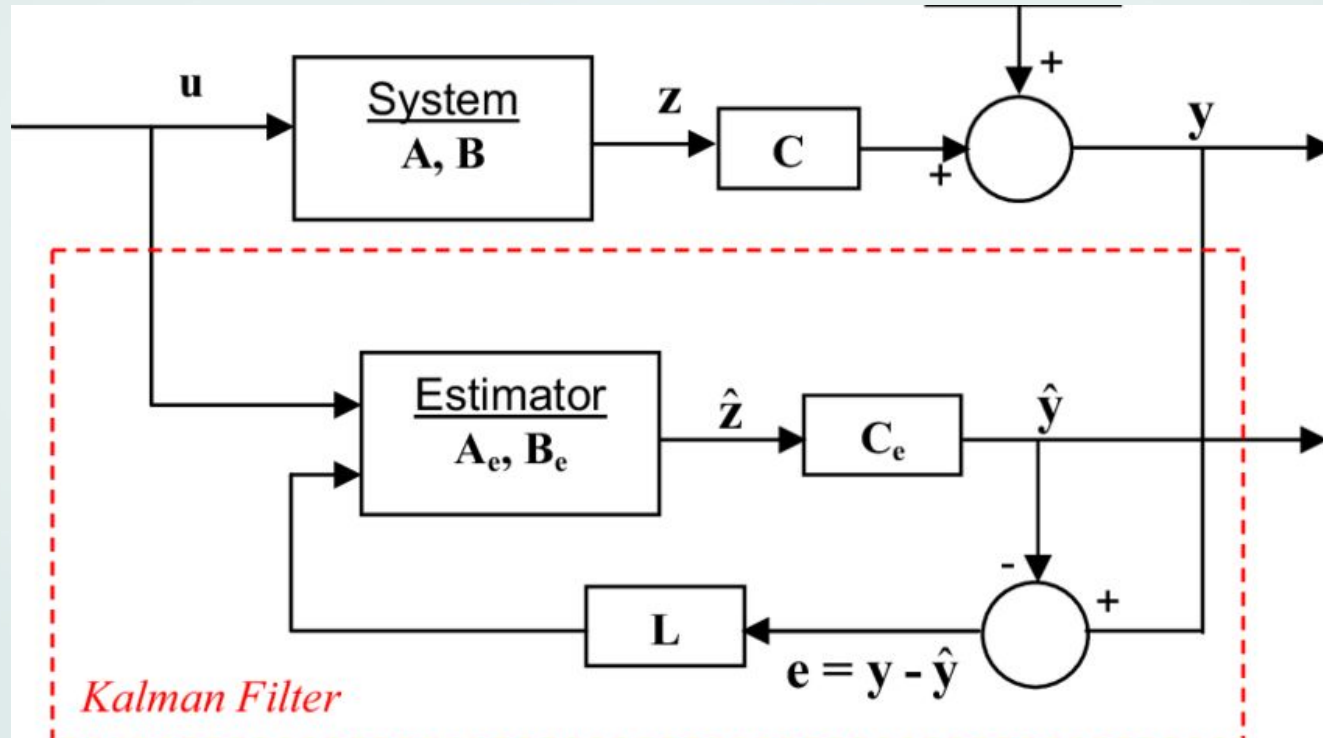 u
System
A, B
z
C
+
+
y
Estimator
Aₑ, Bₑ
ẑ
Cₑ
ŷ
-
+
L
e = y - ŷ
Kalman Filter